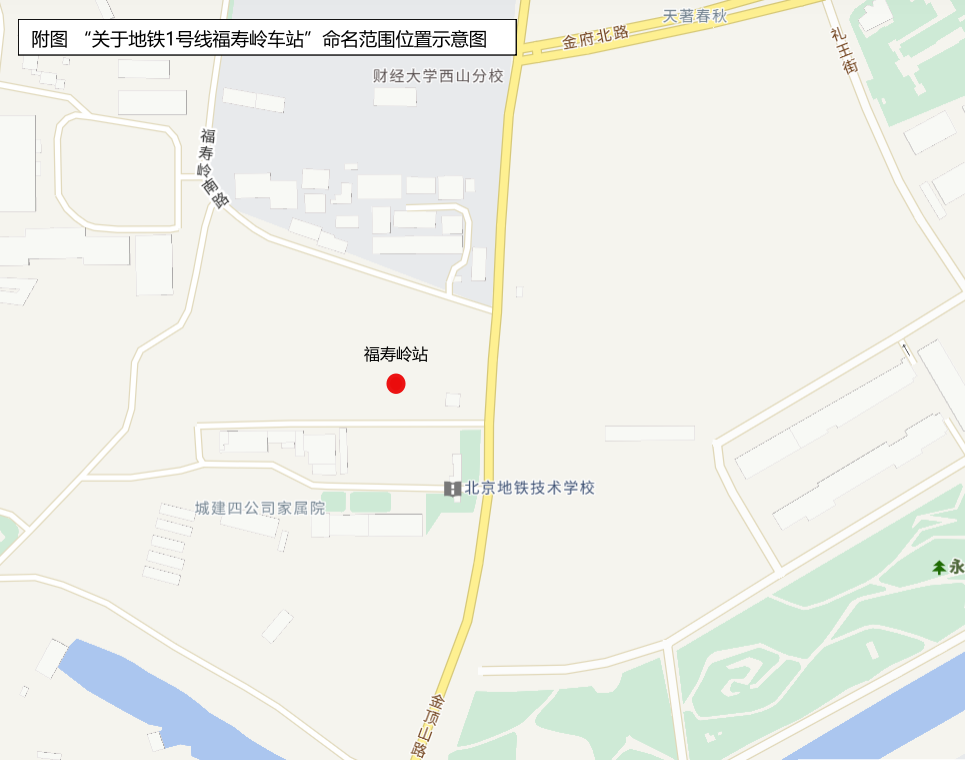 天著春秋
附图 “关于地铁1号线福寿岭车站”命名范围位置示意图
金府北路
礼王街
财经大学西山分校
福寿岭南路
福寿岭站
北京地铁技术学校
城建四公司家属院
永
金顶山路